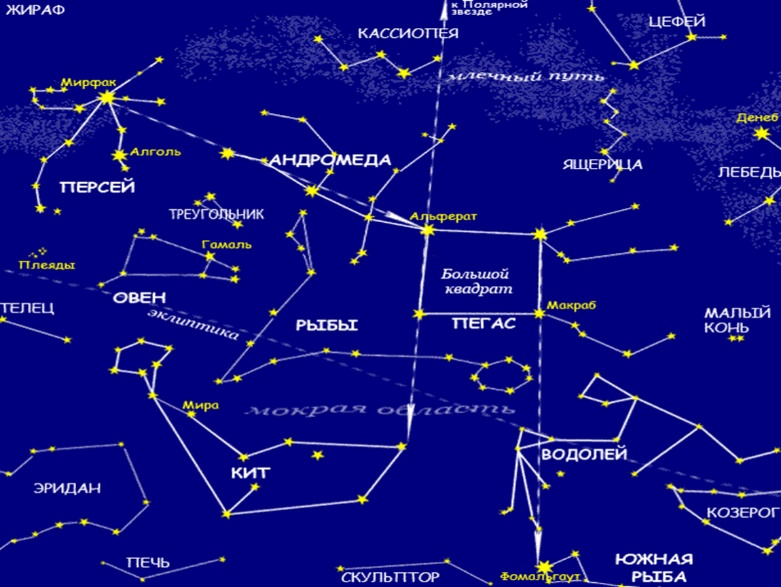 ЖИРАФ
к Полярной
звезде
ЦЕФЕЙ
КАССИОПЕЯ
млечный путь
Мирфак
Денеб
Алголь
АНДРОМЕДА
ЯЩЕРИЦА
ЛЕБЕДЬ
ПЕРСЕЙ
ТРЕУГОЛЬНИК
Альферат
Гамаль
Плеяды
Большой
квадрат
ОВЕН
ТЕЛЕЦ
эклиптика
РЫБЫ
ПЕГАС
Макраб
МАЛЫЙ
КОНЬ
Мира
мокрая область
ВОДОЛЕЙ
КИТ
ЭРИДАН
КОЗЕРОГ
ПЕЧЬ
СКУЛЬПТОР
Фомальгаут
ЮЖНАЯ
РЫБА